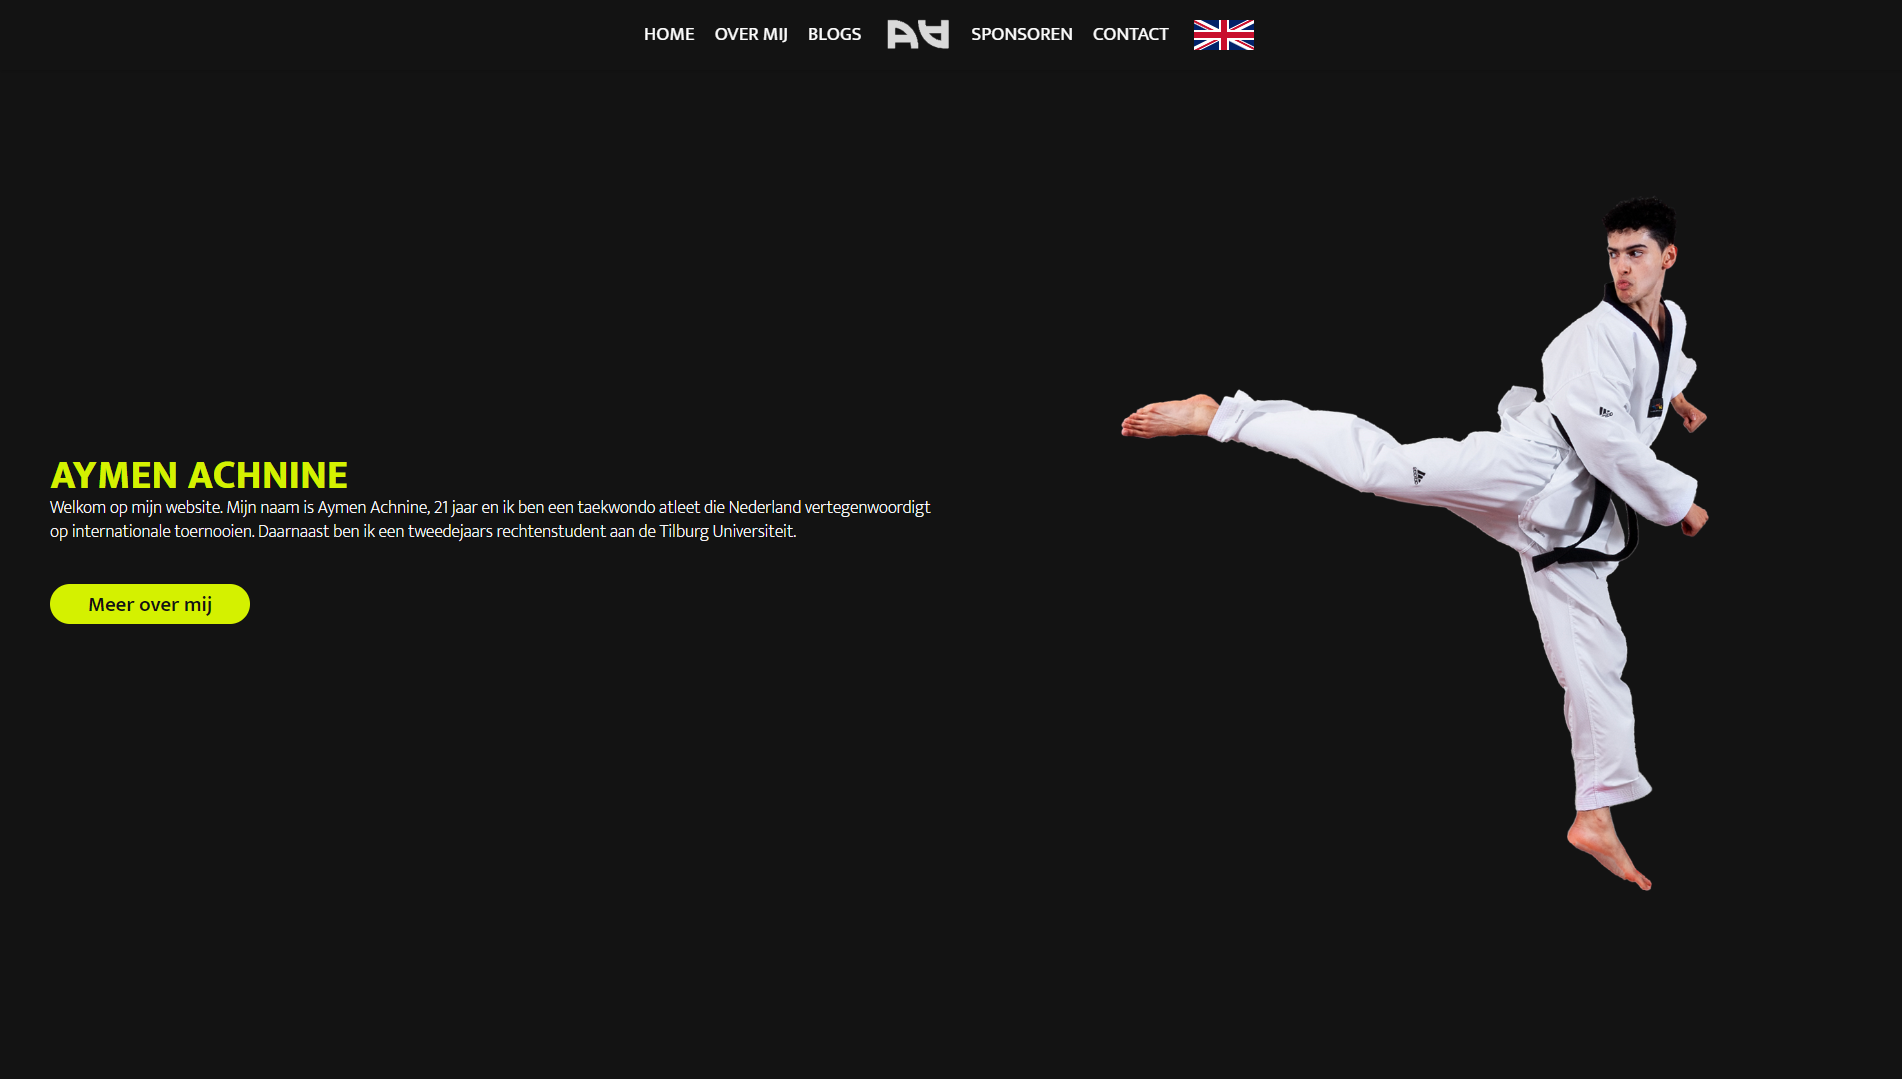 HOME OVER MIJ BLOGS AA SPONSOREN CONTACT
AYMEN ACHNINE
Welkom op mijn website. Mijn naam is Aymen Achnine, 21 jaar en ik ben een taekwondo atleet die Nederland vertegenwoordigt
op internationale toernooien. Daarnaast ben ik een tweedejaars rechtenstudent aan de Tilburg Universiteit.
Meer over mij